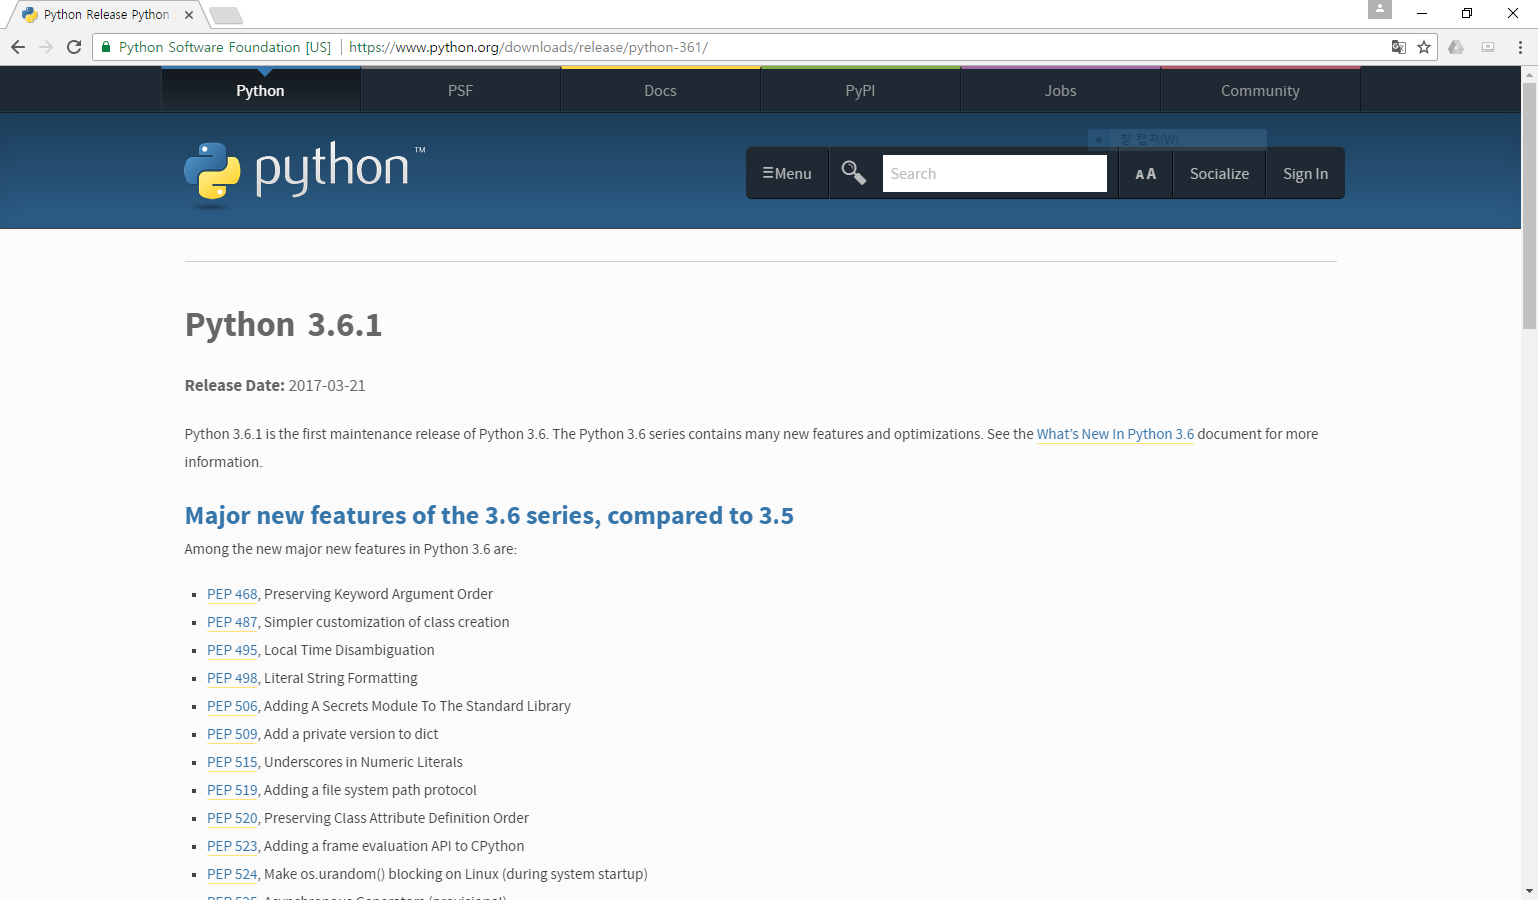 Python Release Python
Python Software Foundation [US] https://www.python.org/downloads/release/python-361/
Python PSF Docs PyPI Jobs Community
창 캡처(W)
python™
☰Menu Search A A Socialize Sign In
Python 3.6.1
Release Date: 2017-03-21
Python 3.6.1 is the first maintenance release of Python 3.6. The Python 3.6 series contains many new features and optimizations. See the What's New In Python 3.6 document for more
information.
Major new features of the 3.6 series, compared to 3.5
Among the new major new features in Python 3.6 are:
PEP 468, Preserving Keyword Argument Order
PEP 487, Simpler customization of class creation
PEP 495, Local Time Disambiguation
PEP 498, Literal String Formatting
PEP 506, Adding A Secrets Module To The Standard Library
PEP 509, Add a private version to dict
PEP 515, Underscores in Numeric Literals
PEP 519, Adding a file system path protocol
PEP 520, Preserving Class Attribute Definition Order
PEP 523, Adding a frame evaluation API to CPython
PEP 524, Make os.urandom() blocking on Linux (during system startup)
PEP 525, Asynchronous Generators (provisional)